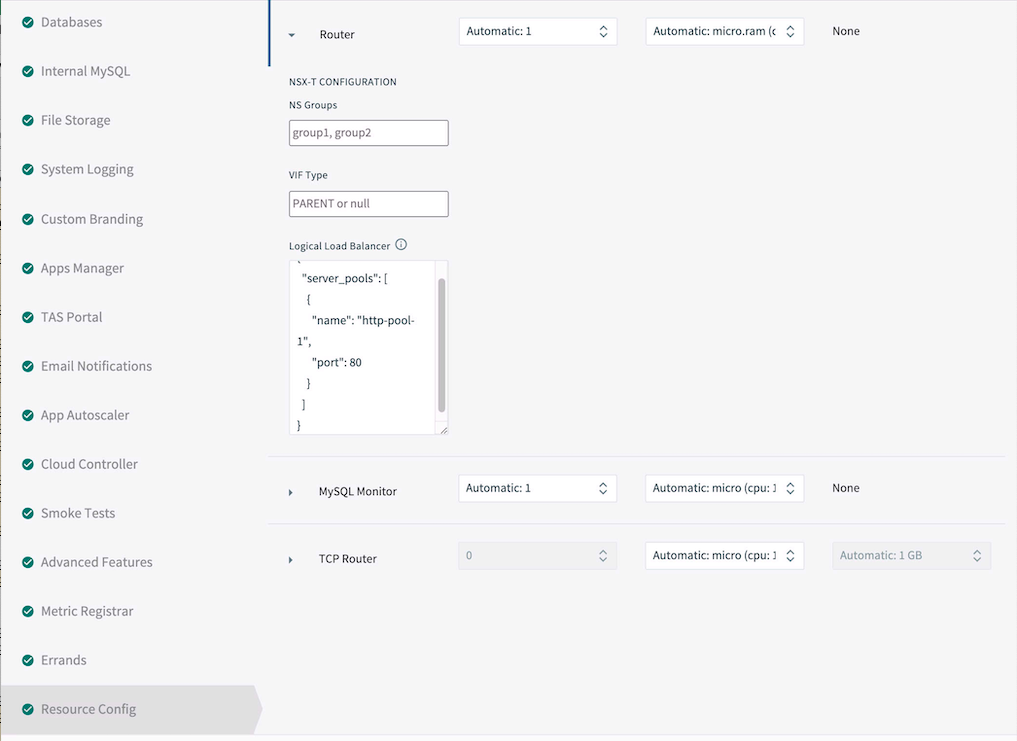 Databases
Internal MySQL
File Storage
System Logging
Custom Branding
Apps Manager
TAS Portal
Email Notifications
App Autoscaler
Cloud Controller
Smoke Tests
Advanced Features
Metric Registrar
Errands
Resource Config
Router Automatic: 1 Automatic: micro.ram (c None
NSX-T CONFIGURATION
NS Groups
group1, group2
VIF Type
PARENT or null
Logical Load Balancer
"server_pools": [
{
"name": "http-pool-
1",
"port": 80
}
]
}
MySQL Monitor Automatic: 1 Automatic: micro (cpu: 1 None
TCP Router 0 Automatic: micro (cpu: 1 Automatic: 1 GB